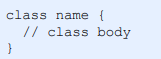 class name {
  // class body
}